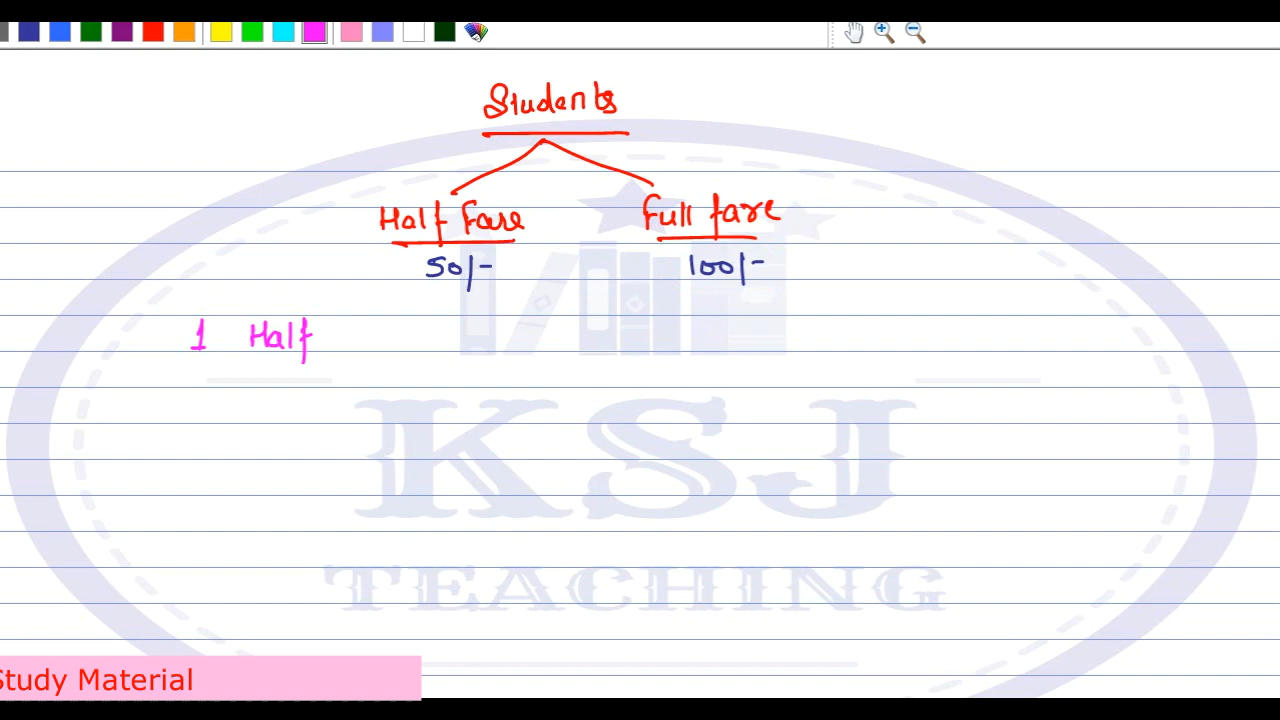 Students
Half Fare Full fare
50/- 100/-
1 Half
KSJ
TEACHING
Study Material